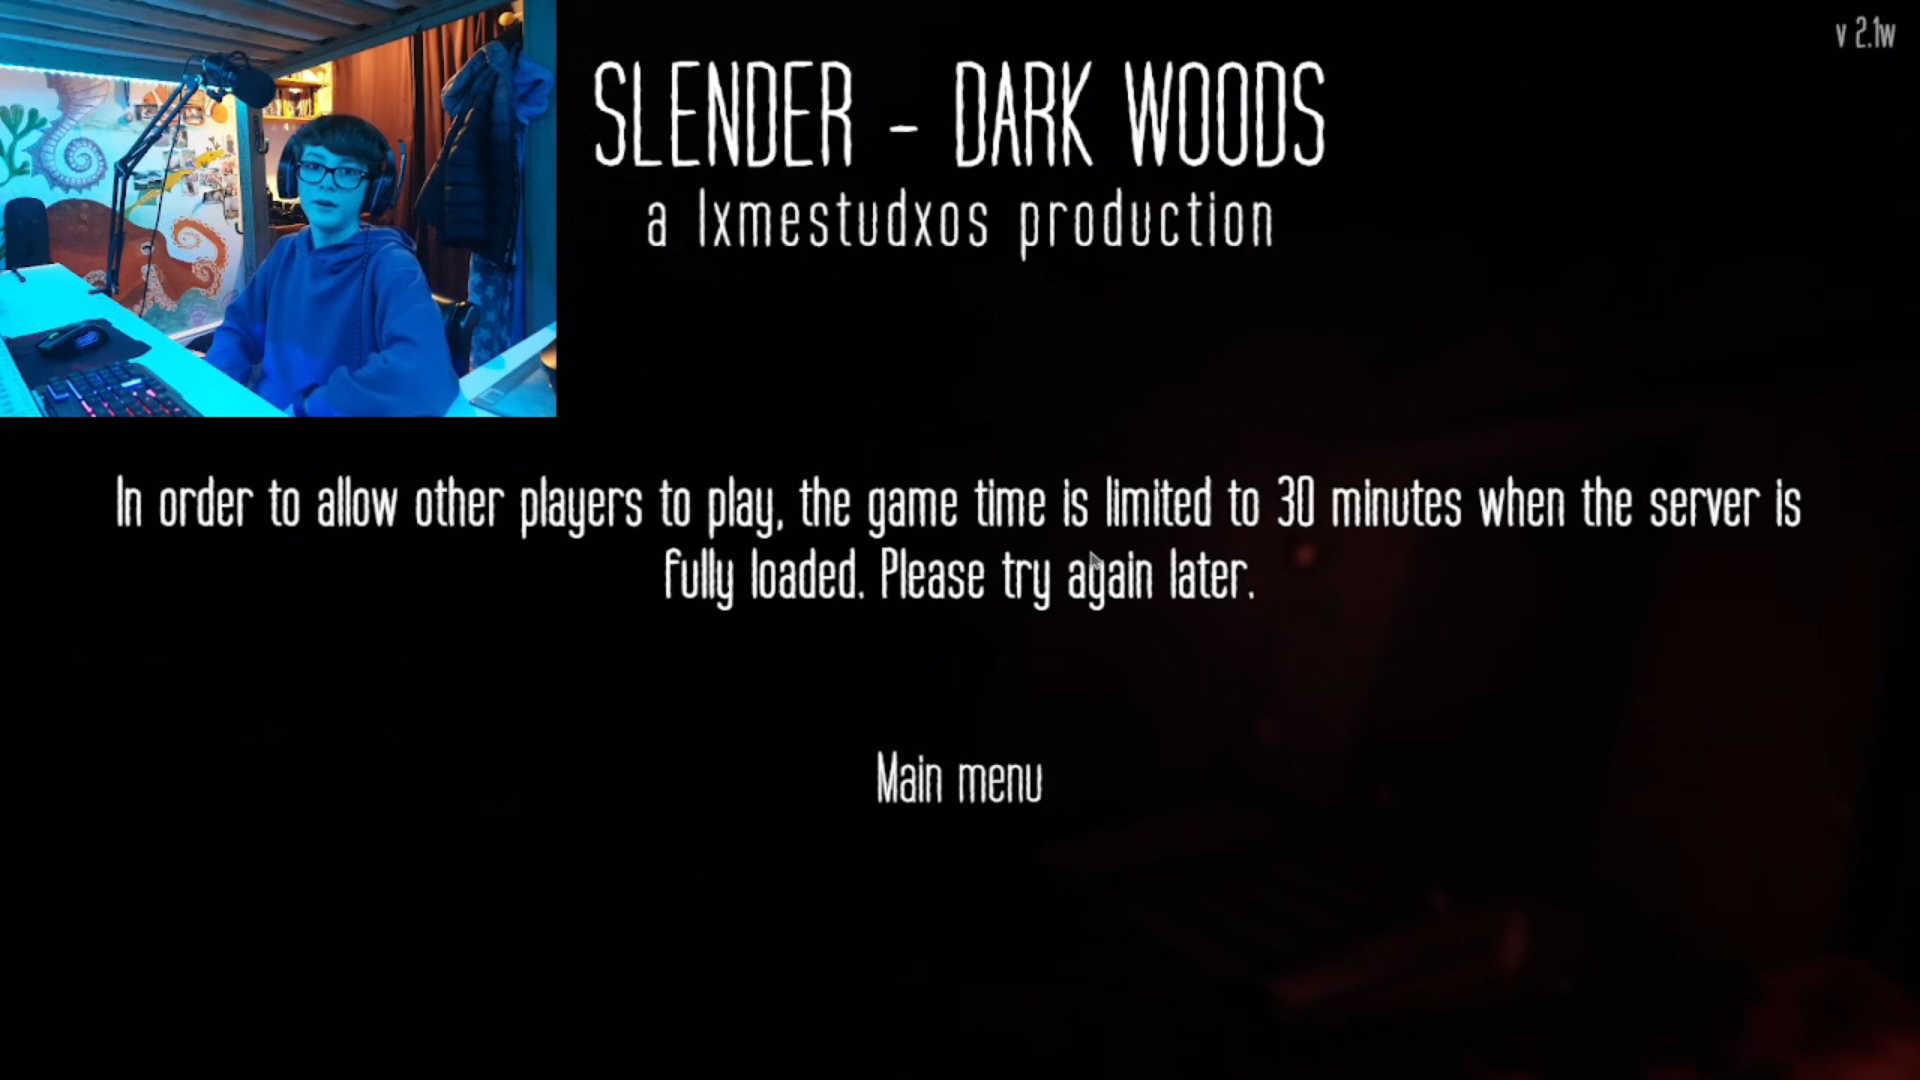 v 2.1w
SLENDER - DARK WOODS
a lxmestudxos production
In order to allow other players to play, the game time is limited to 30 minutes when the server is
fully loaded. Please try again later.
Main menu